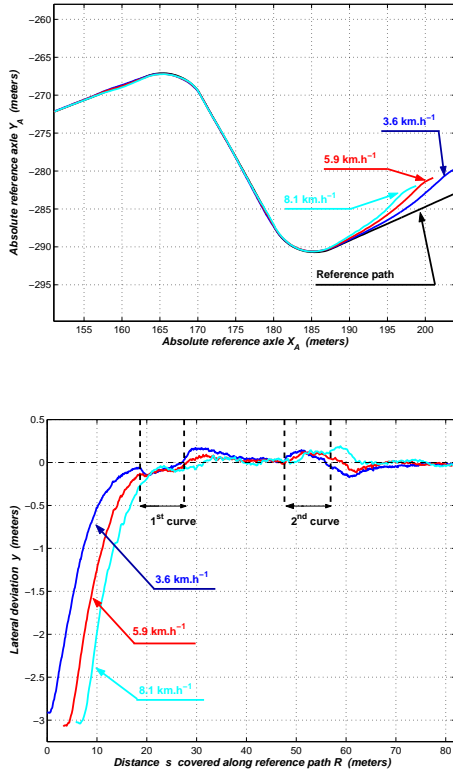 −260
−265
−270
−275
−280
−285
−290
−295
Absolute reference axle Y_A (meters)
3.6 km.h⁻¹
5.9 km.h⁻¹
8.1 km.h⁻¹
Reference path
155 160 165 170 175 180 185 190 195 200
Absolute reference axle X_A (meters)
0.5
0
−0.5
−1
−1.5
−2
−2.5
−3
Lateral deviation y (meters)
1st curve
2nd curve
3.6 km.h⁻¹
5.9 km.h⁻¹
8.1 km.h⁻¹
0 10 20 30 40 50 60 70 80
Distance s covered along reference path R (meters)